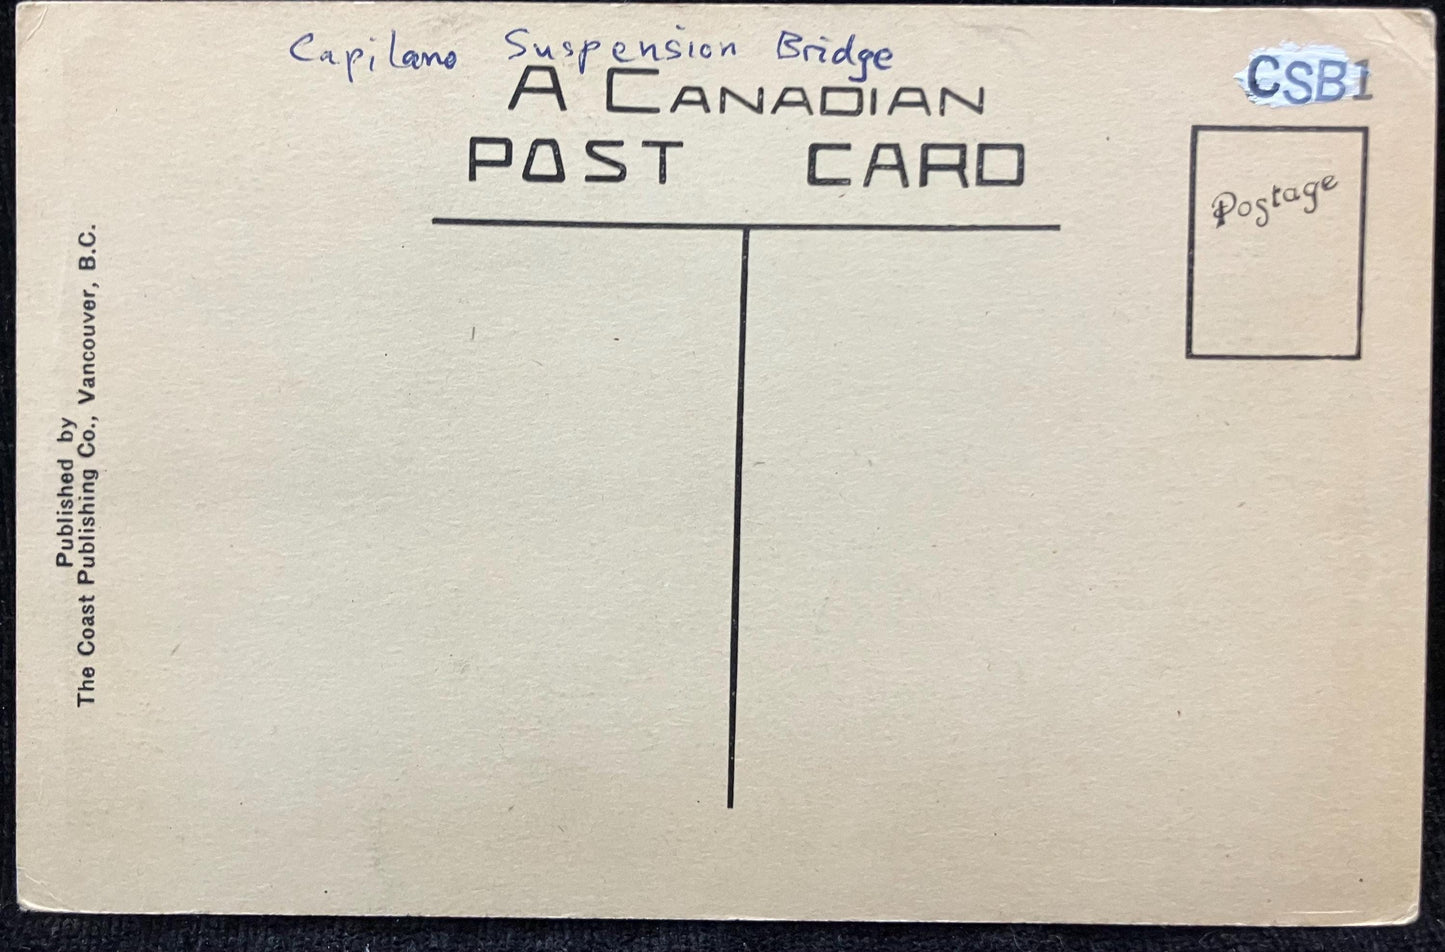 Capilano Suspension Bridge
CSB1
A CANADIAN
POST CARD
Postage
Published by
The Coast Publishing Co., Vancouver, B.C.